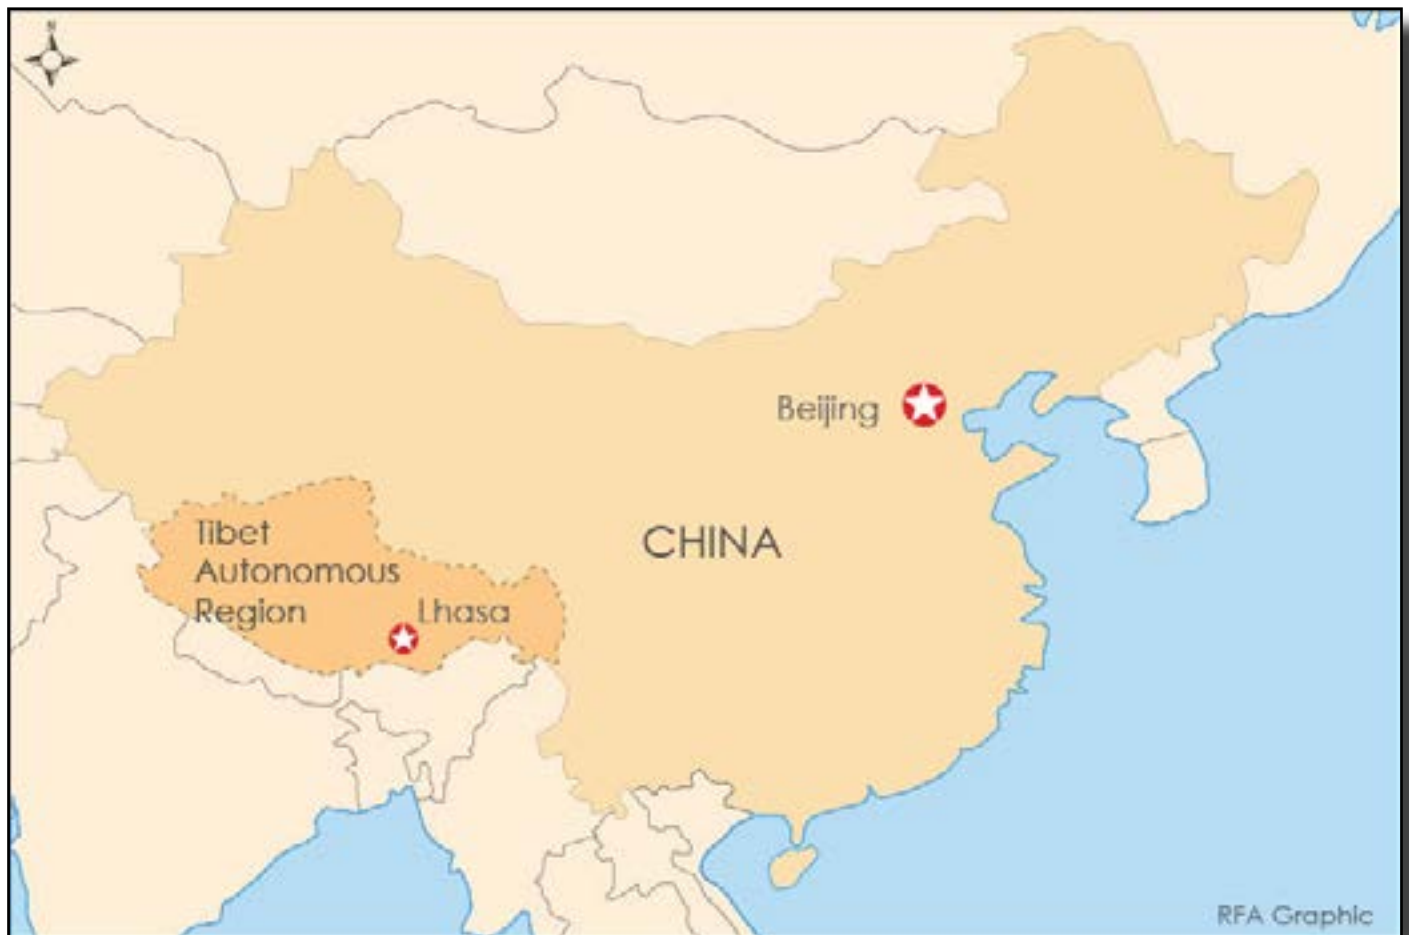 N
Beijing
CHINA
Tibet
Autonomous
Region
Lhasa
RFA Graphic